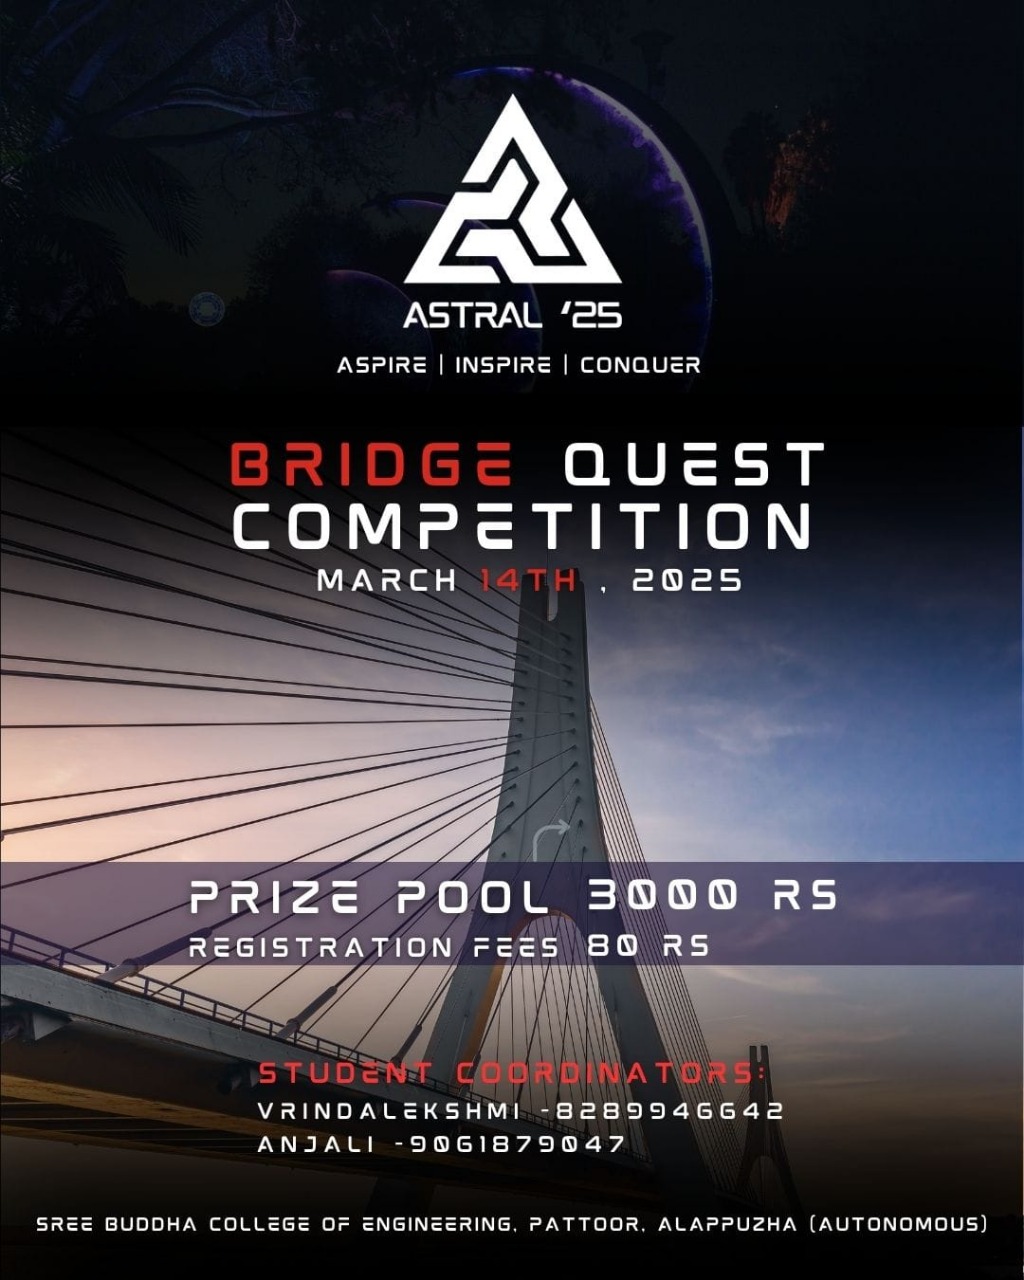 ASTRAL '25
ASPIRE | INSPIRE | CONQUER
BRIDGE QUEST
COMPETITION
MARCH 14TH , 2025
PRIZE POOL 3000 RS
REGISTRATION FEES 80 RS
STUDENT COORDINATORS:
VRINDALEKSHMI -8289946642
ANJALI -9061879047
SREE BUDDHA COLLEGE OF ENGINEERING, PATTOOR, ALAPPUZHA (AUTONOMOUS)